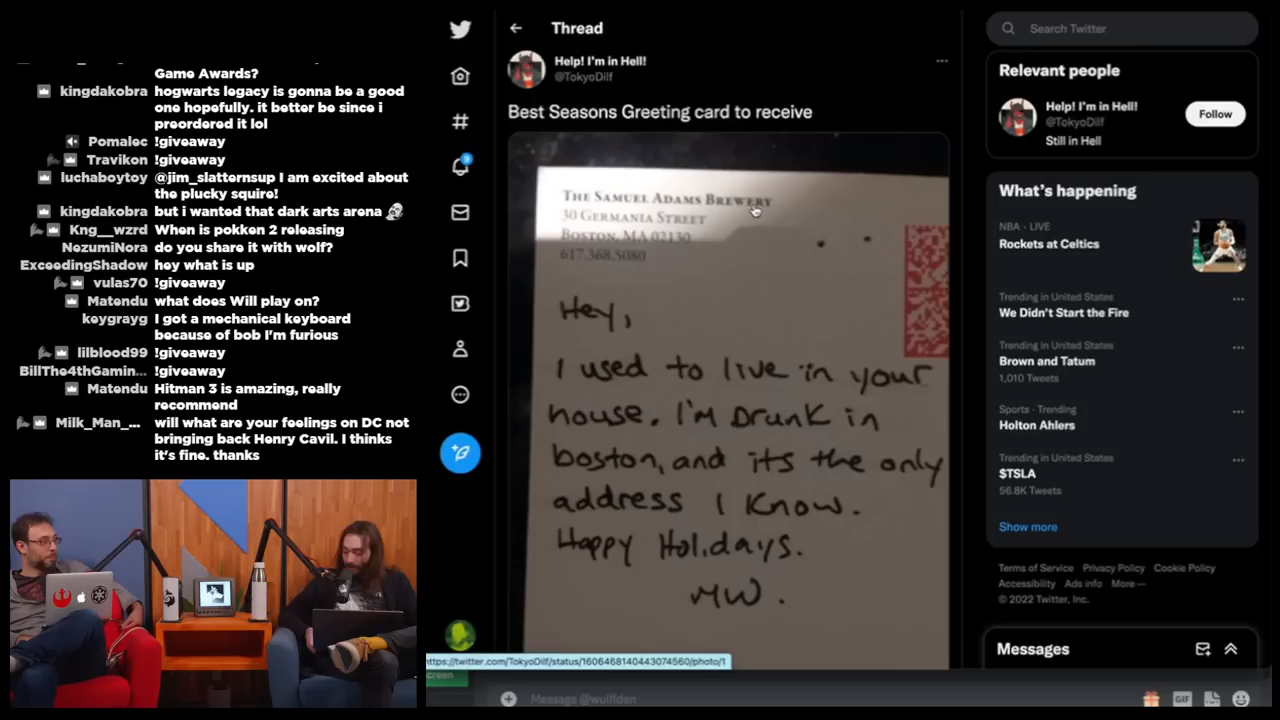 Game Awards?
kingdakobra hogwarts legacy is gonna be a good
one hopefully. it better be since i
preordered it lol
Pomalec !giveaway
Travikon !giveaway
luchaboytoy @jim_slatternsup I am excited about
the plucky squire!
kingdakobra but i wanted that dark arts arena
Kng__wzrd When is pokken 2 releasing
NezumiNora do you share it with wolf?
ExceedingShadow hey what is up
vulas70 !giveaway
Matendu what does Will play on?
keygrayg I got a mechanical keyboard
because of bob I'm furious
lilblood99 !giveaway
BillThe4thGamin... !giveaway
Matendu Hitman 3 is amazing, really
recommend
Milk_Man_... will what are your feelings on DC not
bringing back Henry Cavil. I thinks
it's fine. thanks
Thread
Help! I'm in Hell!
@TokyoDilf
Best Seasons Greeting card to receive
The Samuel Adams Brewery
30 Germania Street
Boston, MA 02130
617.368.5080
Hey,
I used to live in your
house. I'm Drunk in
boston, and its the only
address I Know.
Happy Holidays.
MW.
https://twitter.com/TokyoDilf/status/1606468140443074560/photo/1
creen
Message @wulffden
GIF
Search Twitter
Relevant people
Help! I'm in Hell!
@TokyoDilf
Follow
Still in Hell
What's happening
NBA · LIVE
Rockets at Celtics
Trending in United States
We Didn't Start the Fire
Trending in United States
Brown and Tatum
1,010 Tweets
Sports · Trending
Holton Ahlers
Trending in United States
$TSLA
56.8K Tweets
Show more
Terms of Service Privacy Policy Cookie Policy
Accessibility Ads info More ···
© 2022 Twitter, Inc.
Messages